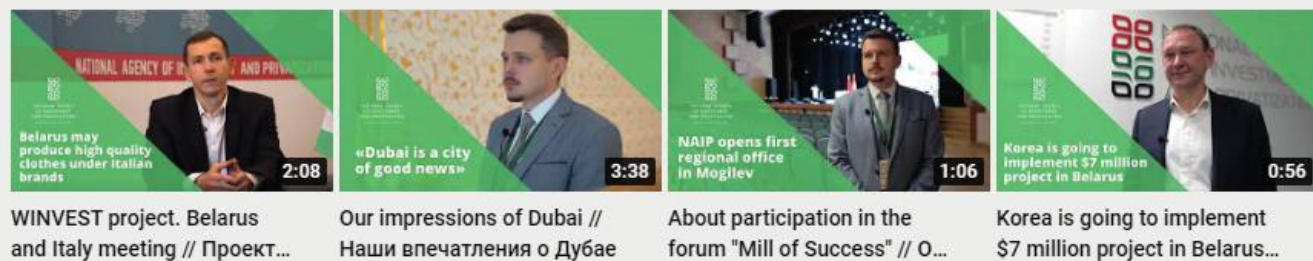 NATIONAL AGENCY OF
AND PRIVATIZATION
Belarus may
produce high quality
clothes under Italian
brands
2:08
«Dubai is a city
of good news»
3:38
NAIP opens first
regional office
in Mogilev
1:06
Korea is going to
implement $7 million
project in Belarus
0:56
WINVEST project. Belarus
and Italy meeting // Проект...
Our impressions of Dubai //
Наши впечатления о Дубае
About participation in the
forum "Mill of Success" // О...
Korea is going to implement
$7 million project in Belarus...